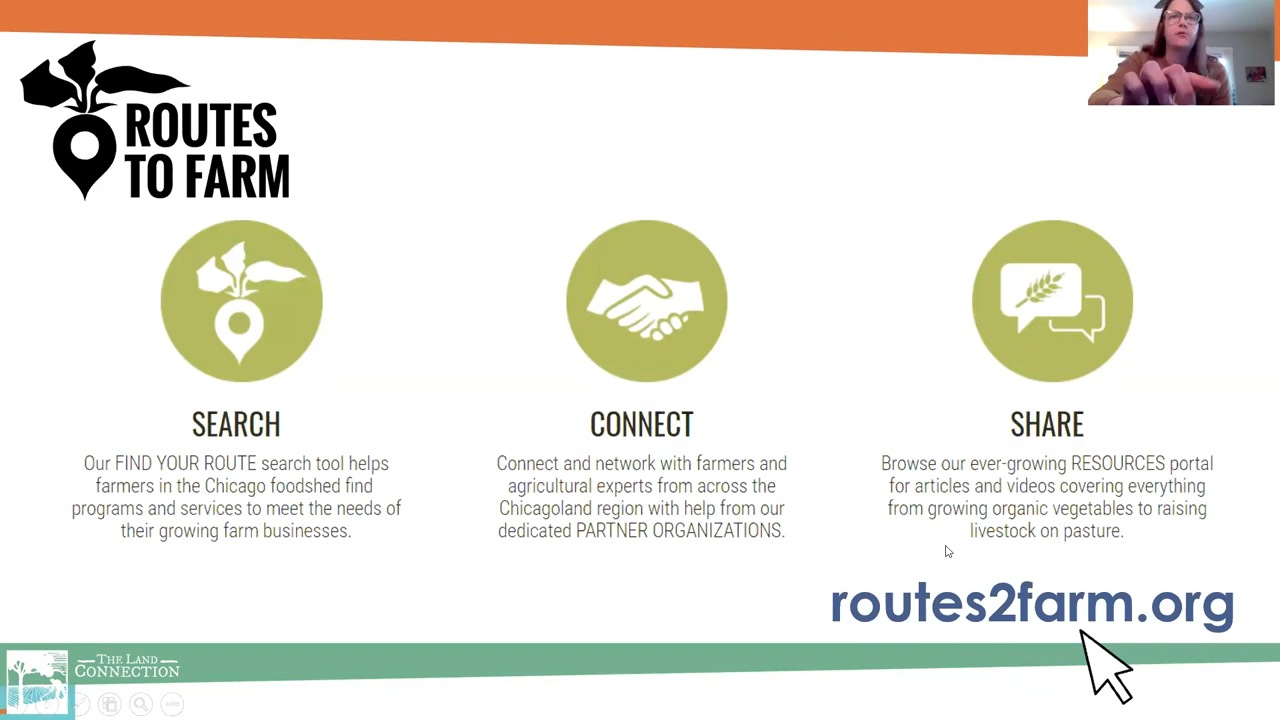 ROUTES
TO FARM
SEARCH
Our FIND YOUR ROUTE search tool helps
farmers in the Chicago foodshed find
programs and services to meet the needs of
their growing farm businesses.
CONNECT
Connect and network with farmers and
agricultural experts from across the
Chicagoland region with help from our
dedicated PARTNER ORGANIZATIONS.
SHARE
Browse our ever-growing RESOURCES portal
for articles and videos covering everything
from growing organic vegetables to raising
livestock on pasture.
routes2farm.org
THE LAND
CONNECTION